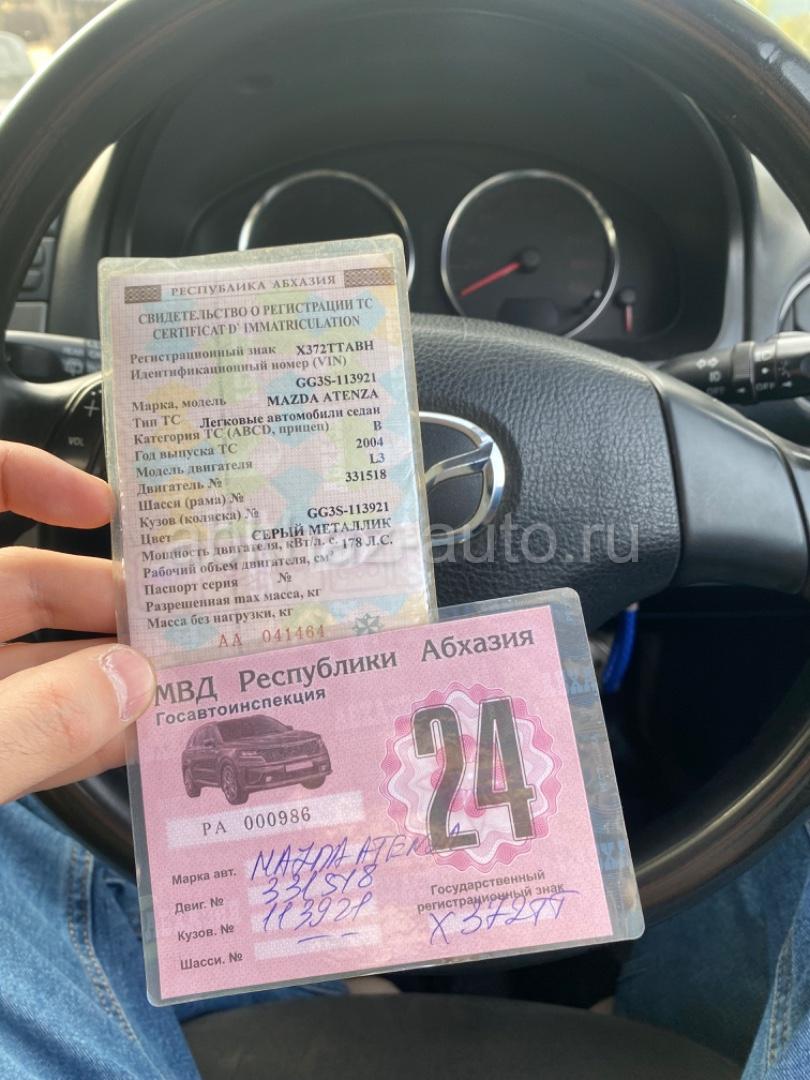 РЕСПУБЛИКА АБХАЗИЯ
СВИДЕТЕЛЬСТВО О РЕГИСТРАЦИИ ТС
CERTIFICAT D' IMMATRICULATION
Регистрационный знак Х372ТТАВН
Идентификационный номер (VIN)
GG3S-113921
Марка, модель MAZDA ATENZA
Тип ТС Легковые автомобили седан
Категория ТС (ABCD, прицеп) B
Год выпуска ТС 2004
Модель двигателя L3
Двигатель № 331518
Шасси (рама) №
Кузов (коляска) № GG3S-113921
Цвет СЕРЫЙ МЕТАЛЛИК
Мощность двигателя, кВт/л. с. 178 Л.С.
Рабочий объем двигателя, см³
Паспорт серия №
Разрешенная max масса, кг
Масса без нагрузки, кг
АА 041464
МВД Республики Абхазия
Госавтоинспекция
24
РА 000986
Марка авт. MAZDA ATENZA
Двиг. № 331518
Кузов. № 113921
Шасси. №
Государственный
регистрационный знак
Х372ТТ
VOL
OFF
OFF